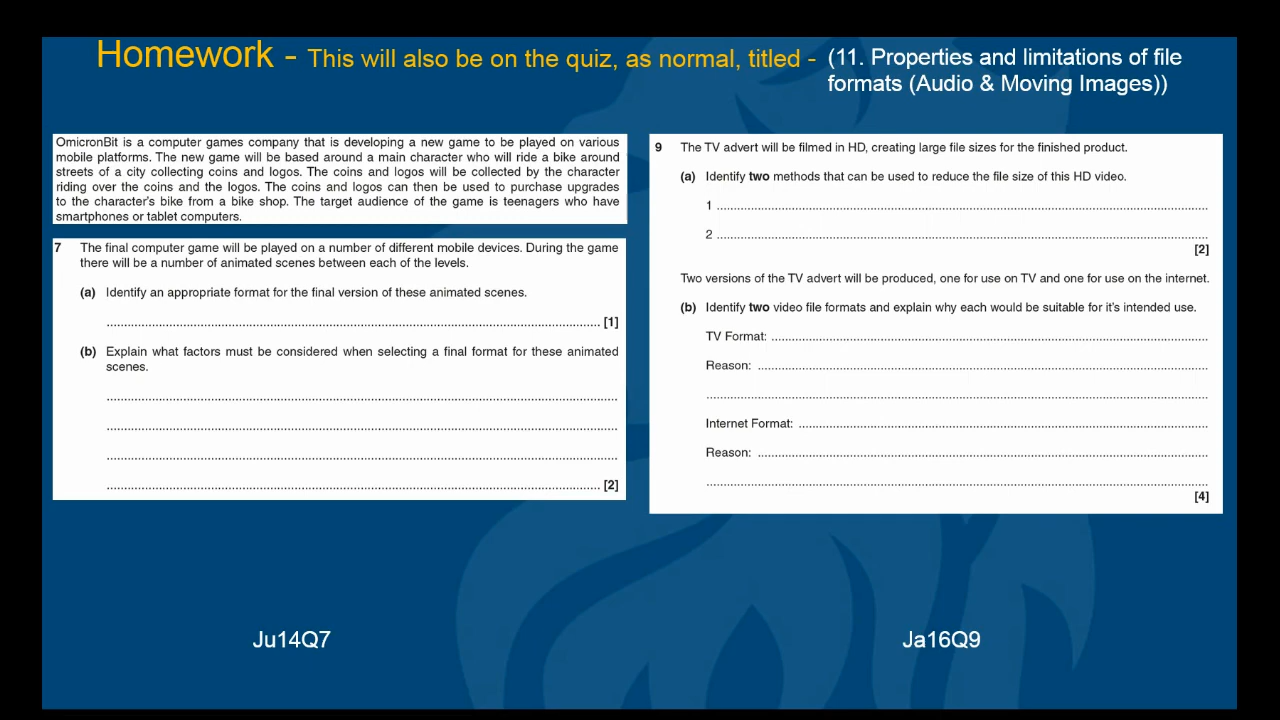 Homework - This will also be on the quiz, as normal, titled - (11. Properties and limitations of file
formats (Audio & Moving Images))
OmicronBit is a computer games company that is developing a new game to be played on various
mobile platforms. The new game will be based around a main character who will ride a bike around
streets of a city collecting coins and logos. The coins and logos will be collected by the character
riding over the coins and the logos. The coins and logos can then be used to purchase upgrades
to the character's bike from a bike shop. The target audience of the game is teenagers who have
smartphones or tablet computers.
7 The final computer game will be played on a number of different mobile devices. During the game
there will be a number of animated scenes between each of the levels.
(a) Identify an appropriate format for the final version of these animated scenes.
[1]
(b) Explain what factors must be considered when selecting a final format for these animated
scenes.
[2]
9 The TV advert will be filmed in HD, creating large file sizes for the finished product.
(a) Identify two methods that can be used to reduce the file size of this HD video.
1
2
[2]
Two versions of the TV advert will be produced, one for use on TV and one for use on the internet.
(b) Identify two video file formats and explain why each would be suitable for it's intended use.
TV Format:
Reason:
Internet Format:
Reason:
[4]
Ju14Q7
Ja16Q9